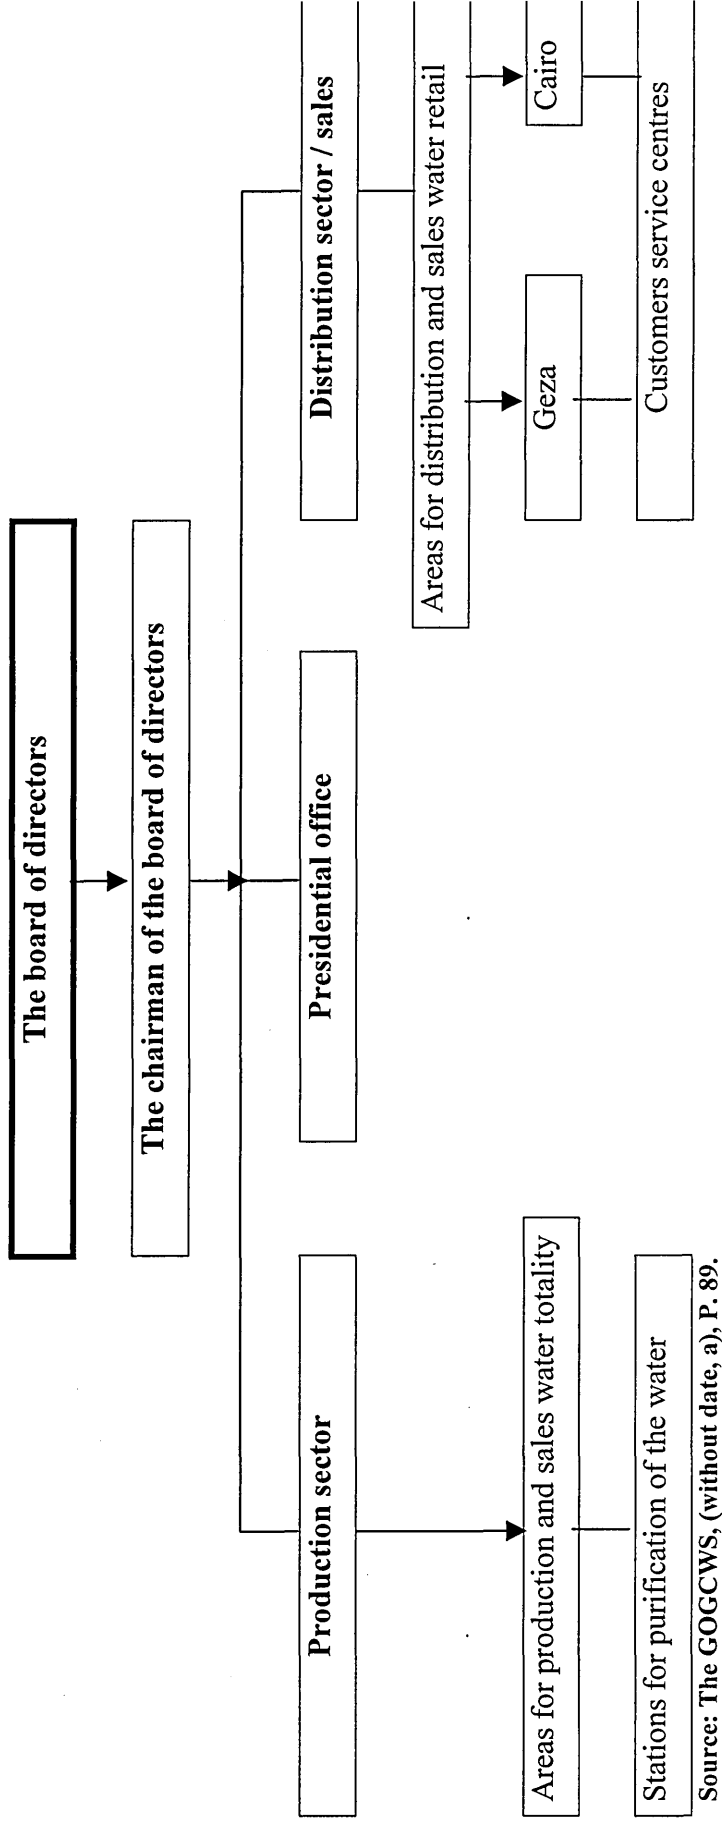 The board of directors
The chairman of the board of directors
Production sector
Presidential office
Distribution sector / sales
Areas for distribution and sales water retail
Areas for production and sales water totality
Geza
Cairo
Stations for purification of the water
Customers service centres
Source: The GOGCWS, (without date, a), P. 89.